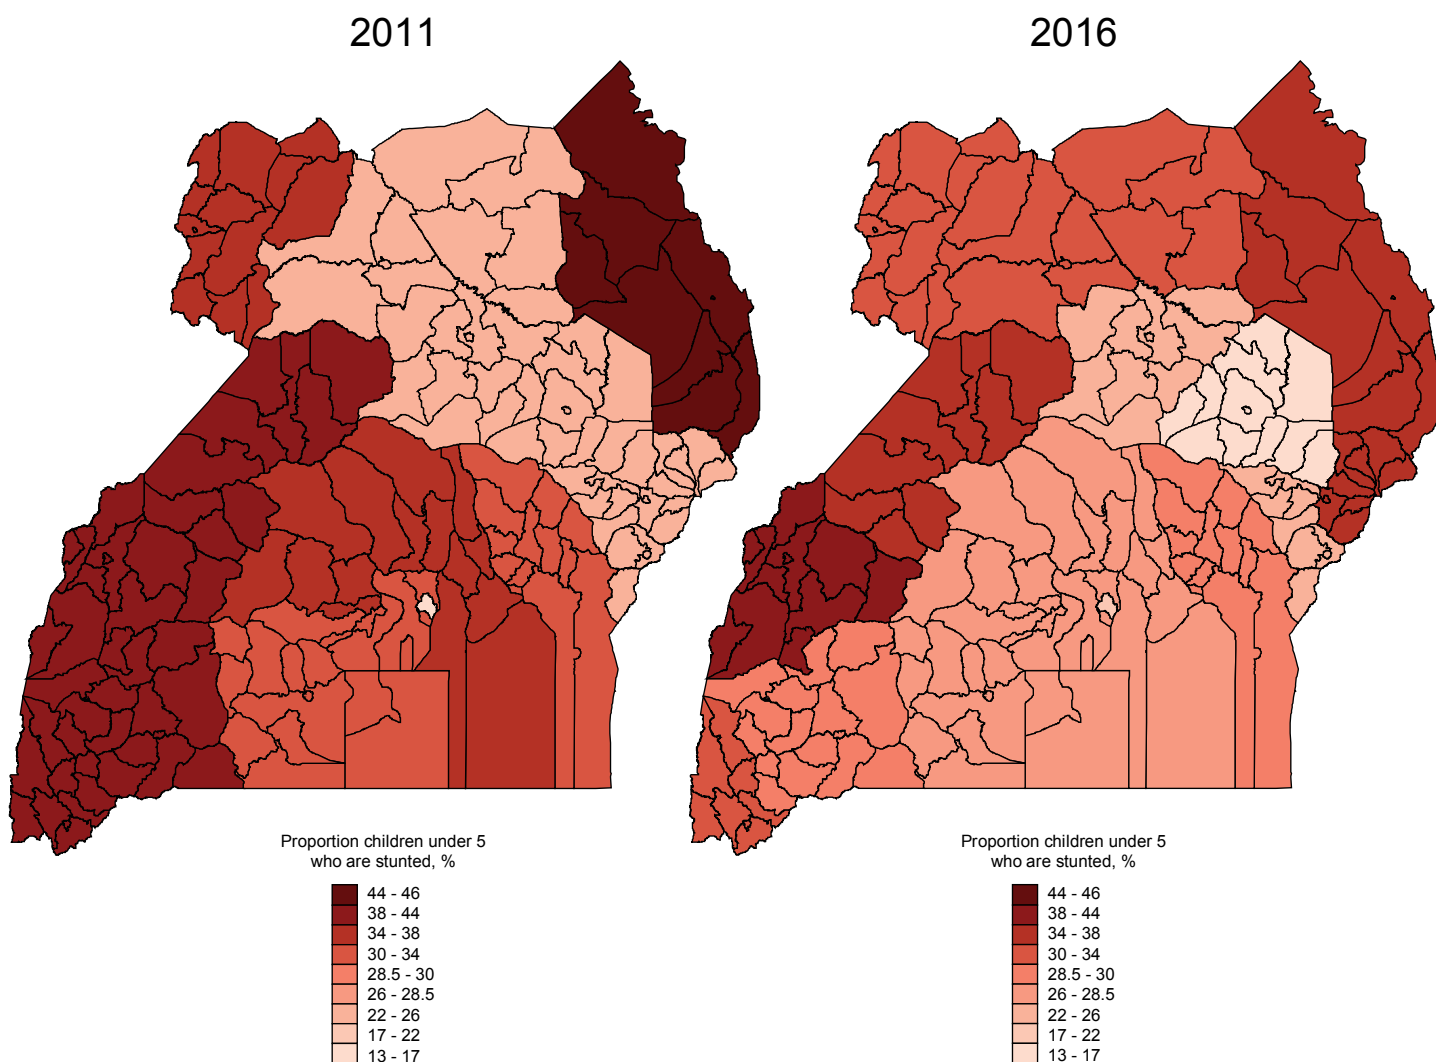 2011
2016
Proportion children under 5
who are stunted, %
44 - 46
38 - 44
34 - 38
30 - 34
28.5 - 30
26 - 28.5
22 - 26
17 - 22
13 - 17
Proportion children under 5
who are stunted, %
44 - 46
38 - 44
34 - 38
30 - 34
28.5 - 30
26 - 28.5
22 - 26
17 - 22
13 - 17